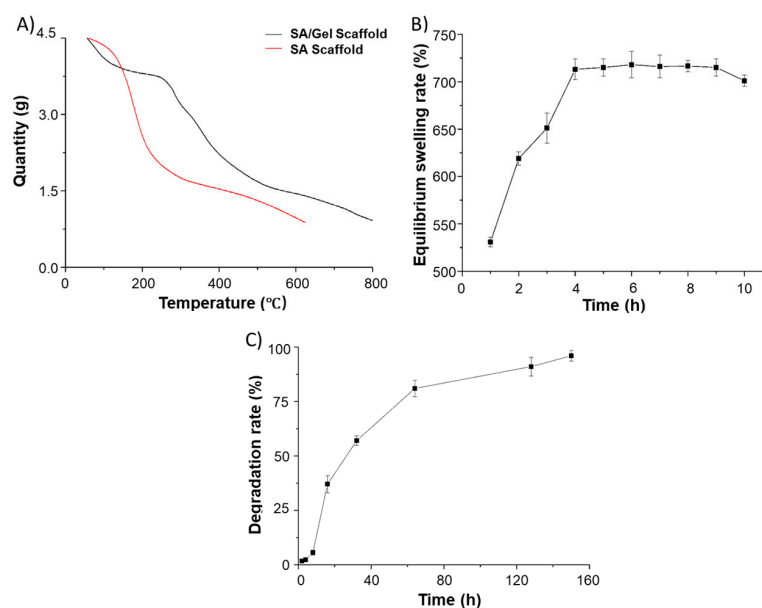 A)
SA/Gel Scaffold
SA Scaffold
Quantity (g)
4.5
3.0
1.5
0.0
0 200 400 600 800
Temperature (℃)
B)
Equilibrium swelling rate (%)
750
700
650
600
550
500
0 2 4 6 8 10
Time (h)
C)
Degradation rate (%)
100
75
50
25
0
0 40 80 120 160
Time (h)